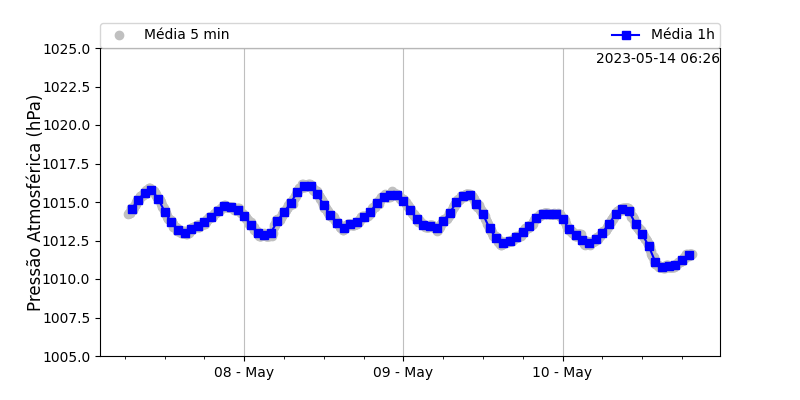 Média 5 min
Média 1h
2023-05-14 06:26
Pressão Atmosférica (hPa)
1025.0
1022.5
1020.0
1017.5
1015.0
1012.5
1010.0
1007.5
1005.0
08 - May
09 - May
10 - May